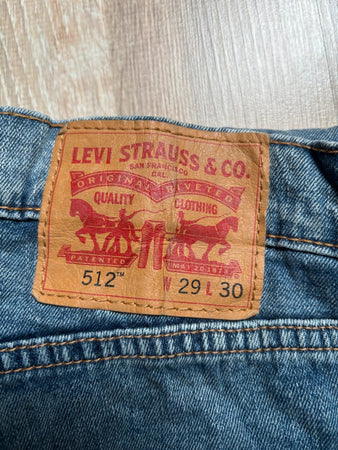 LEVI STRAUSS & CO.
SAN FRANCISCO
CAL
ORIGINAL RIVETED
QUALITY CLOTHING
PATENTED MAY 20 1873
512™ W 29 L 30